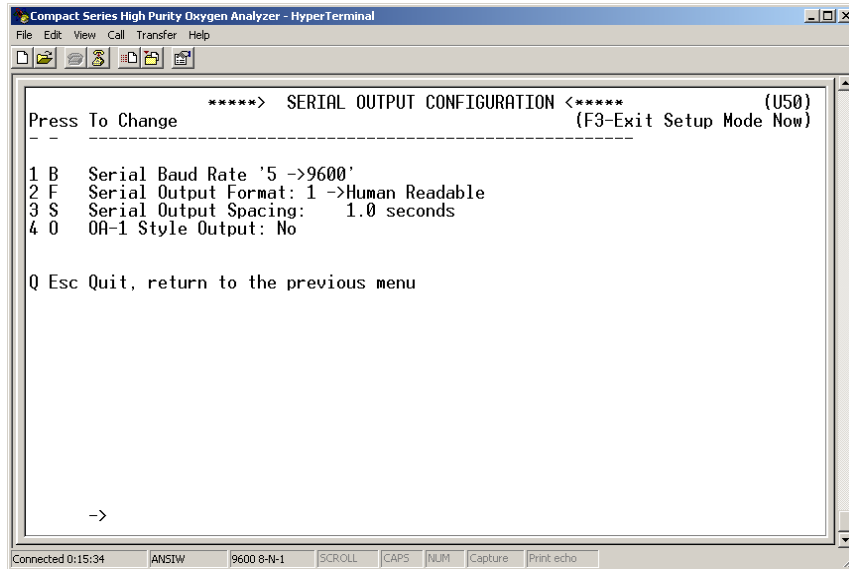 Compact Series High Purity Oxygen Analyzer - HyperTerminal
File Edit View Call Transfer Help
*****> SERIAL OUTPUT CONFIGURATION <***** (U50)
Press To Change (F3-Exit Setup Mode Now)
- - -------------------------------------------------------
1 B Serial Baud Rate '5 ->9600'
2 F Serial Output Format: 1 ->Human Readable
3 S Serial Output Spacing: 1.0 seconds
4 O OA-1 Style Output: No
Q Esc Quit, return to the previous menu
->
Connected 0:15:34 ANSIW 9600 8-N-1 SCROLL CAPS NUM Capture Print echo